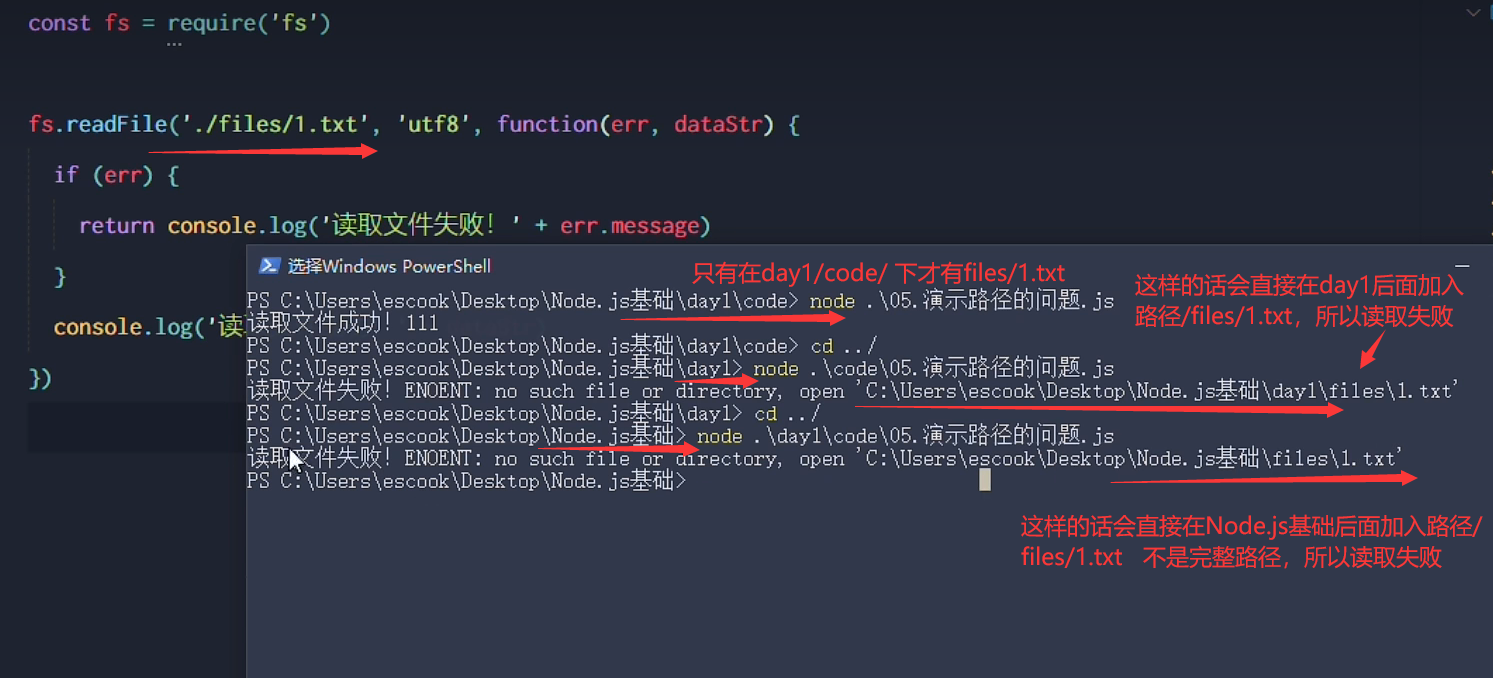 const fs = require('fs')
fs.readFile('./files/1.txt', 'utf8', function(err, dataStr) {
if (err) {
return console.log('读取文件失败！' + err.message)
}
console.log('读
})
选择Windows PowerShell
只有在day1/code/ 下才有files/1.txt
这样的话会直接在day1后面加入
路径/files/1.txt，所以读取失败
PS C:\Users\escook\Desktop\Node.js基础\day1\code> node .\05.演示路径的问题.js
读取文件成功！111
PS C:\Users\escook\Desktop\Node.js基础\day1\code> cd ../
PS C:\Users\escook\Desktop\Node.js基础\day1> node .\code\05.演示路径的问题.js
读取文件失败！ENOENT: no such file or directory, open 'C:\Users\escook\Desktop\Node.js基础\day1\files\1.txt'
PS C:\Users\escook\Desktop\Node.js基础\day1> cd ../
PS C:\Users\escook\Desktop\Node.js基础> node .\day1\code\05.演示路径的问题.js
读取文件失败！ENOENT: no such file or directory, open 'C:\Users\escook\Desktop\Node.js基础\files\1.txt'
PS C:\Users\escook\Desktop\Node.js基础>
这样的话会直接在Node.js基础后面加入路径/
files/1.txt 不是完整路径，所以读取失败